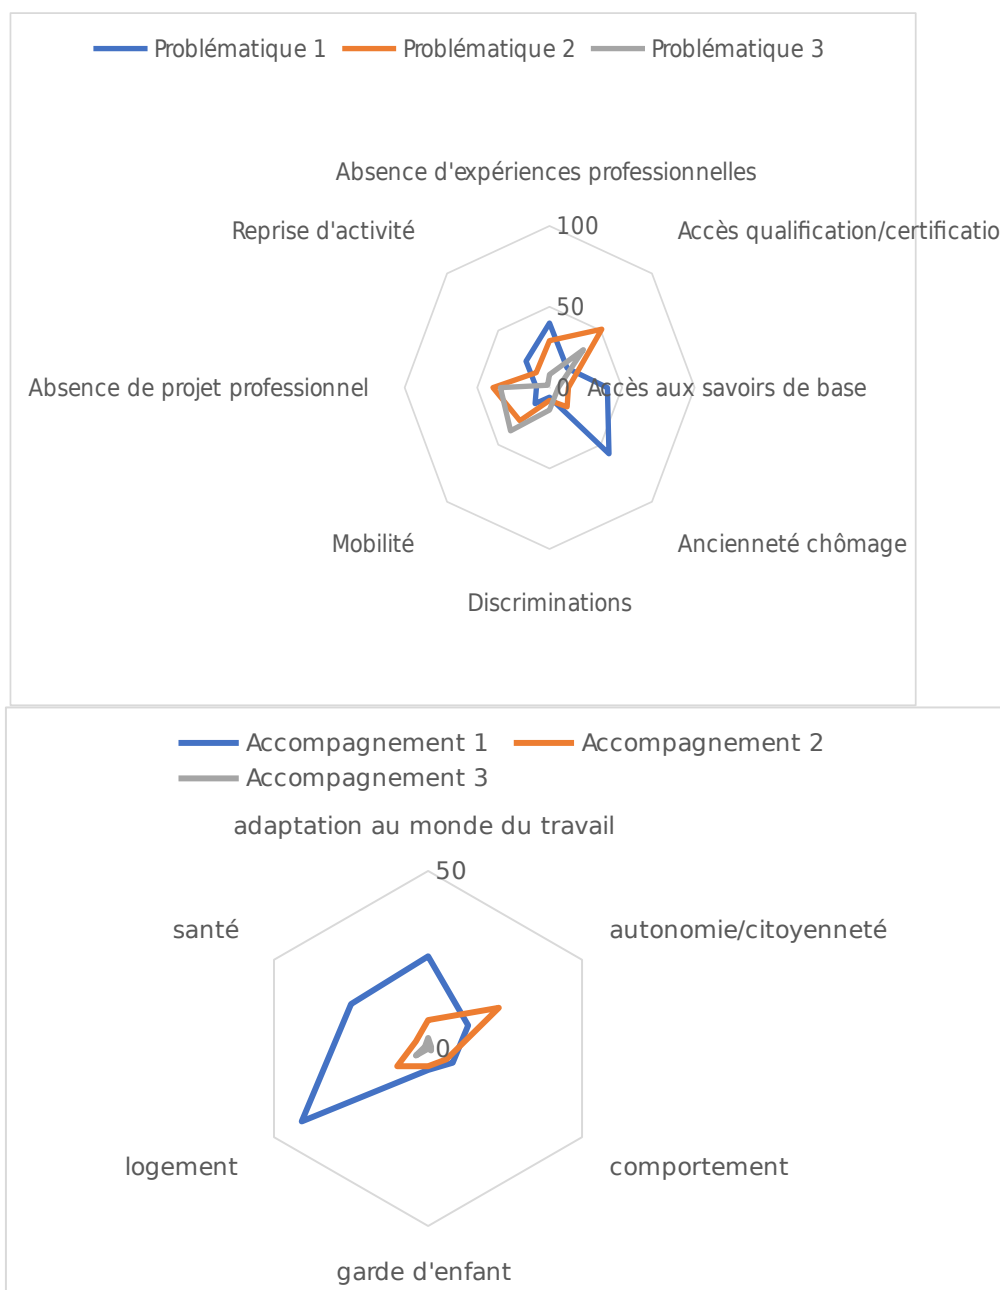 Problématique 1 Problématique 2 Problématique 3
Absence d'expériences professionnelles
Reprise d'activité
100
Accès qualification/certificatio
50
Absence de projet professionnel
0
Accès aux savoirs de base
Mobilité
Ancienneté chômage
Discriminations
Accompagnement 1 Accompagnement 2
Accompagnement 3
adaptation au monde du travail
50
santé
autonomie/citoyenneté
0
logement
comportement
garde d'enfant